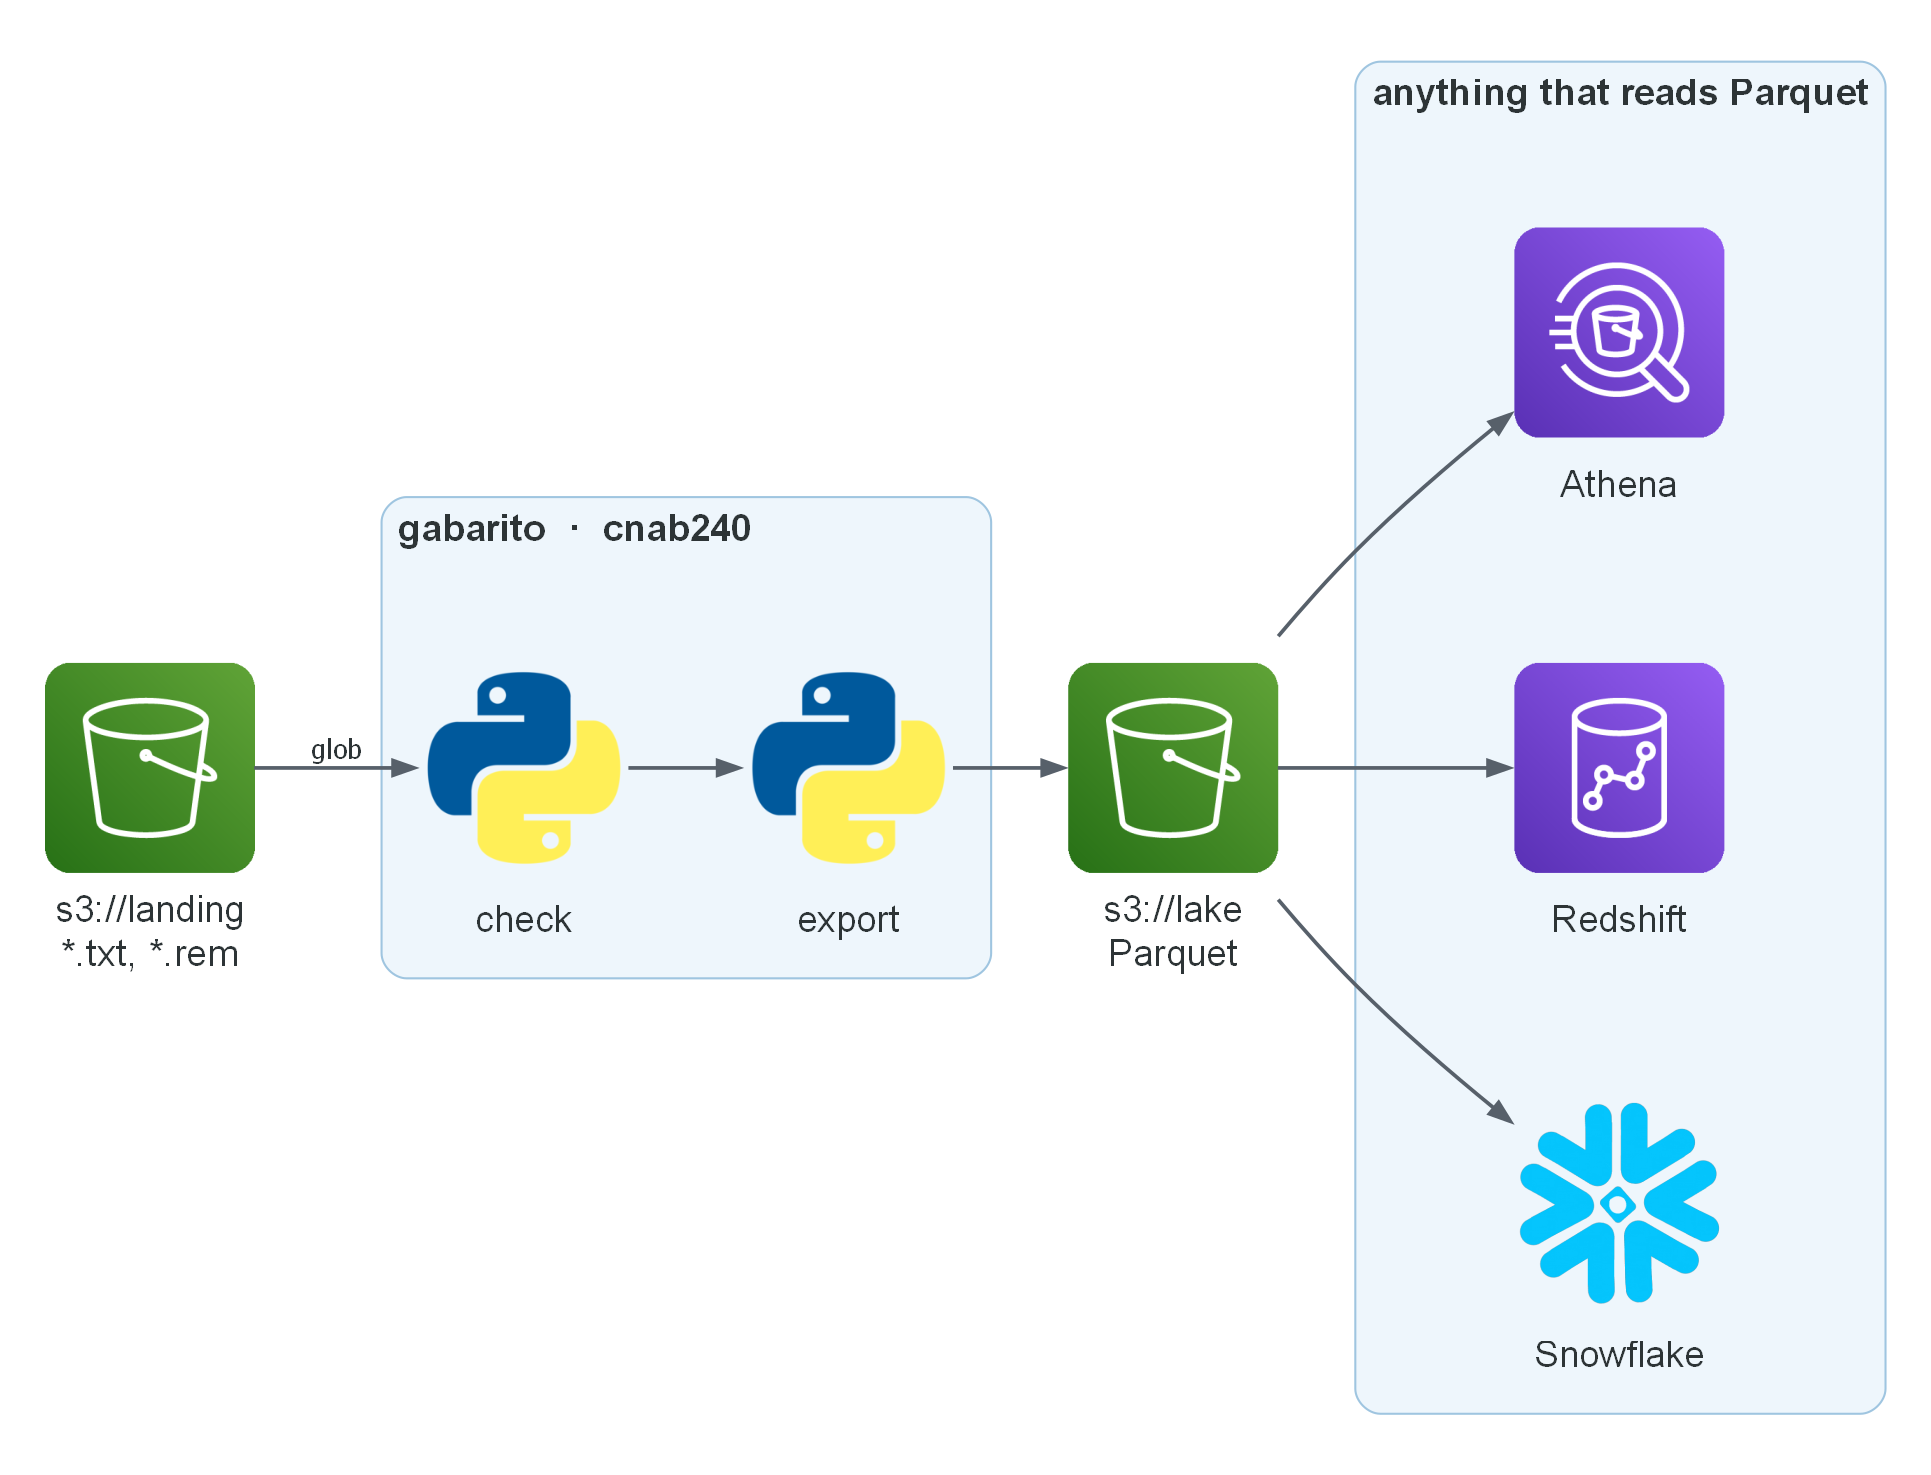 anything that reads Parquet
Athena
gabarito · cnab240
glob
s3://landing
*.txt, *.rem
check
export
s3://lake
Parquet
Redshift
Snowflake